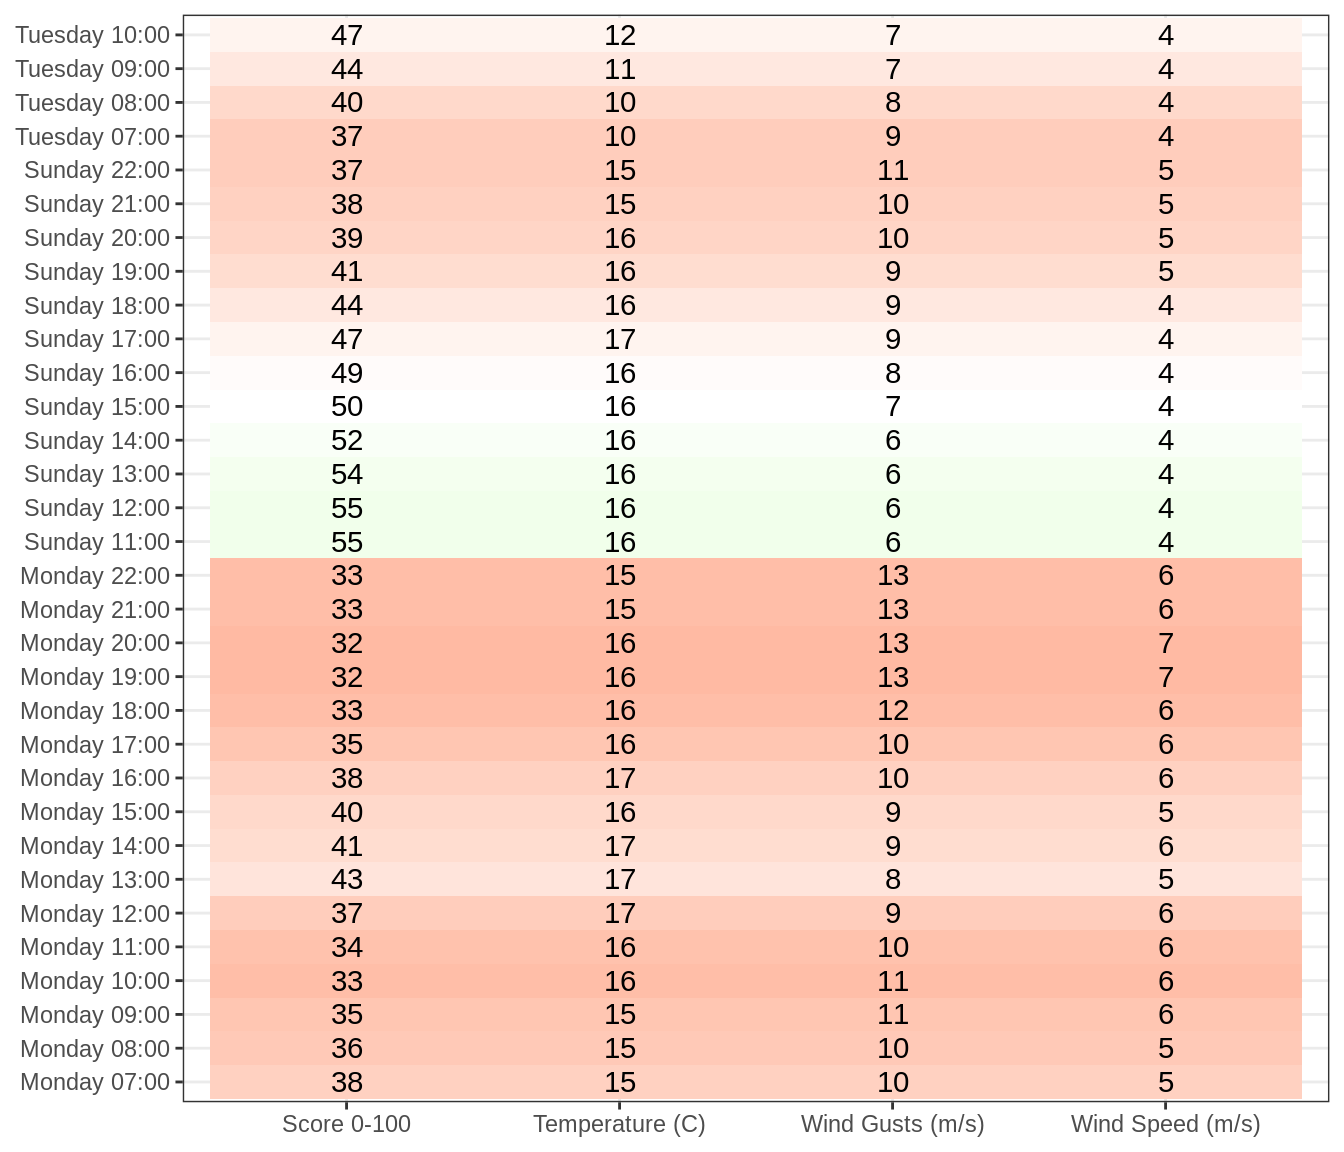 Tuesday 10:00 47 12 7 4
Tuesday 09:00 44 11 7 4
Tuesday 08:00 40 10 8 4
Tuesday 07:00 37 10 9 4
Sunday 22:00 37 15 11 5
Sunday 21:00 38 15 10 5
Sunday 20:00 39 16 10 5
Sunday 19:00 41 16 9 5
Sunday 18:00 44 16 9 4
Sunday 17:00 47 17 9 4
Sunday 16:00 49 16 8 4
Sunday 15:00 50 16 7 4
Sunday 14:00 52 16 6 4
Sunday 13:00 54 16 6 4
Sunday 12:00 55 16 6 4
Sunday 11:00 55 16 6 4
Monday 22:00 33 15 13 6
Monday 21:00 33 15 13 6
Monday 20:00 32 16 13 7
Monday 19:00 32 16 13 7
Monday 18:00 33 16 12 6
Monday 17:00 35 16 10 6
Monday 16:00 38 17 10 6
Monday 15:00 40 16 9 5
Monday 14:00 41 17 9 6
Monday 13:00 43 17 8 5
Monday 12:00 37 17 9 6
Monday 11:00 34 16 10 6
Monday 10:00 33 16 11 6
Monday 09:00 35 15 11 6
Monday 08:00 36 15 10 5
Monday 07:00 38 15 10 5
Score 0-100 Temperature (C) Wind Gusts (m/s) Wind Speed (m/s)